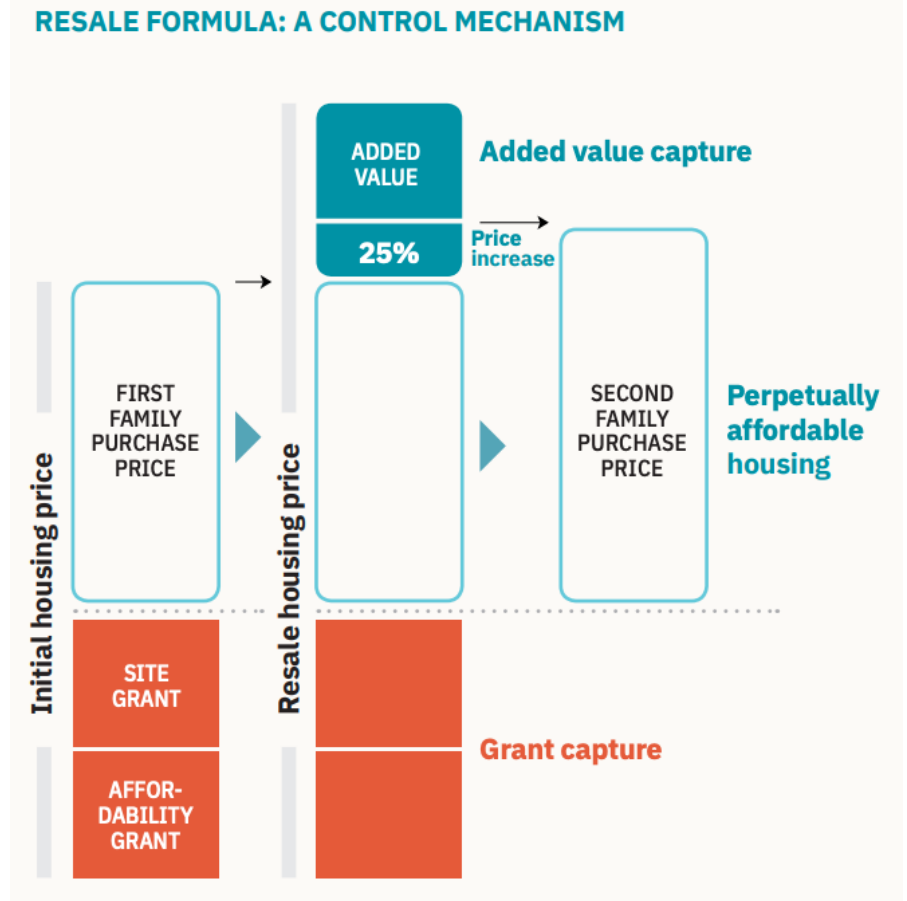 RESALE FORMULA: A CONTROL MECHANISM
ADDED
VALUE
Added value capture
25%
Price
increase
FIRST
FAMILY
PURCHASE
PRICE
SECOND
FAMILY
PURCHASE
PRICE
Perpetually
affordable
housing
Initial housing price
Resale housing price
SITE
GRANT
AFFOR-
DABILITY
GRANT
Grant capture